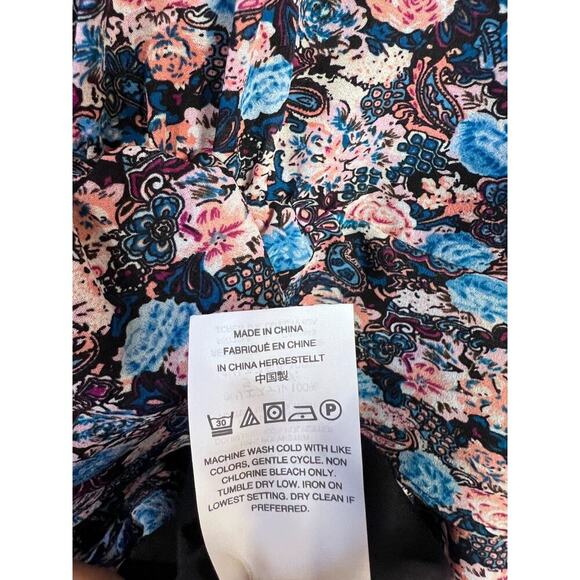 MADE IN CHINA
FABRIQUÉ EN CHINE
IN CHINA HERGESTELLT
中国製
30 P
MACHINE WASH COLD WITH LIKE
COLORS, GENTLE CYCLE. NON
CHLORINE BLEACH ONLY.
TUMBLE DRY LOW. IRON ON
LOWEST SETTING. DRY CLEAN IF
PREFERRED.